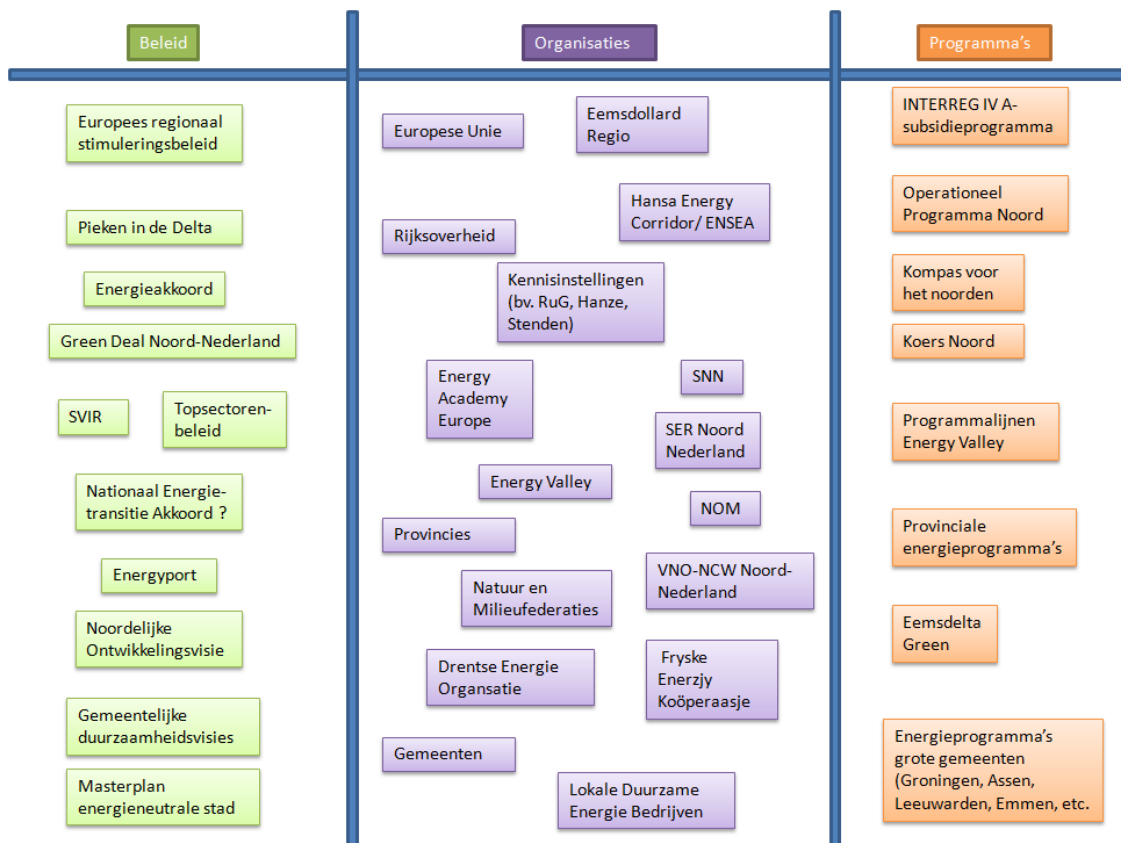 Beleid
Organisaties
Programma's
Europees regionaal
stimuleringsbeleid
Pieken in de Delta
Energieakkoord
Green Deal Noord-Nederland
SVIR
Topsectoren-
beleid
Nationaal Energie-
transitie Akkoord ?
Energyport
Noordelijke
Ontwikkelingsvisie
Gemeentelijke
duurzaamheidsvisies
Masterplan
energieneutrale stad
Europese Unie
Eemsdollard
Regio
Hansa Energy
Corridor/ ENSEA
Rijksoverheid
Kennisinstellingen
(bv. RuG, Hanze,
Stenden)
Energy
Academy
Europe
SNN
SER Noord
Nederland
Energy Valley
NOM
Provincies
VNO-NCW Noord-
Nederland
Natuur en
Milieufederaties
Drentse Energie
Organsatie
Fryske
Enerzjy
Koöperaasje
Gemeenten
Lokale Duurzame
Energie Bedrijven
INTERREG IV A-
subsidieprogramma
Operationeel
Programma Noord
Kompas voor
het noorden
Koers Noord
Programmalijnen
Energy Valley
Provinciale
energieprogramma's
Eemsdelta
Green
Energieprogramma's
grote gemeenten
(Groningen, Assen,
Leeuwarden, Emmen, etc.